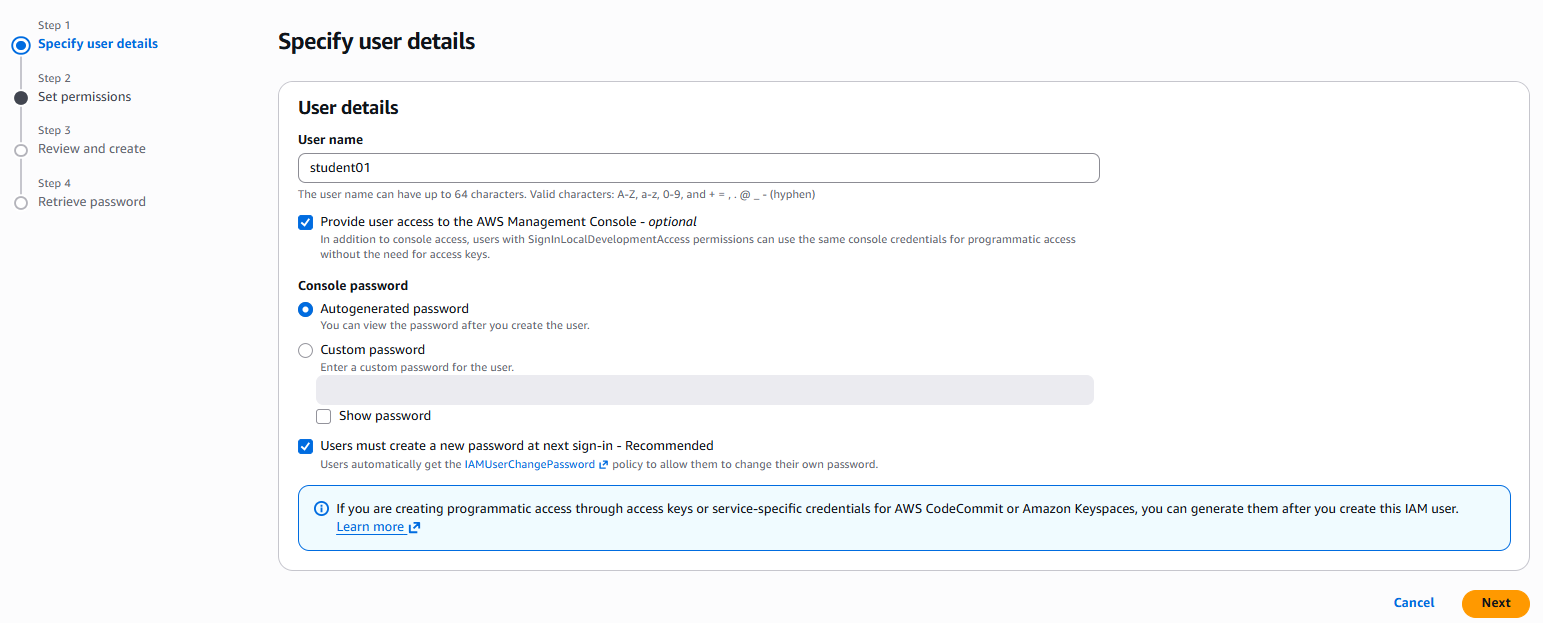 Step 1
Specify user details
Step 2
Set permissions
Step 3
Review and create
Step 4
Retrieve password
Specify user details
User details
User name
student01
The user name can have up to 64 characters. Valid characters: A-Z, a-z, 0-9, and + = , . @ _ - (hyphen)
Provide user access to the AWS Management Console - optional
In addition to console access, users with SignInLocalDevelopmentAccess permissions can use the same console credentials for programmatic access
without the need for access keys.
Console password
Autogenerated password
You can view the password after you create the user.
Custom password
Enter a custom password for the user.
Show password
Users must create a new password at next sign-in - Recommended
Users automatically get the IAMUserChangePassword policy to allow them to change their own password.
If you are creating programmatic access through access keys or service-specific credentials for AWS CodeCommit or Amazon Keyspaces, you can generate them after you create this IAM user.
Learn more
Cancel
Next